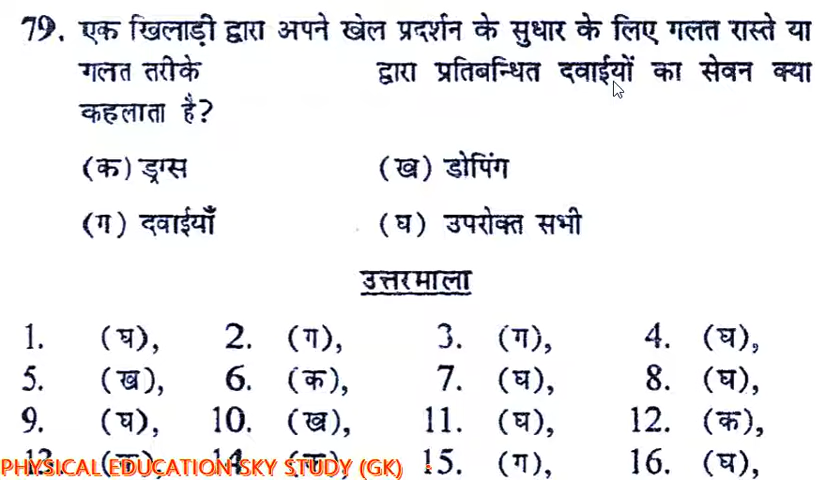 79. एक खिलाड़ी द्वारा अपने खेल प्रदर्शन के सुधार के लिए गलत रास्ते या
गलत तरीके द्वारा प्रतिबन्धित दवाईयों का सेवन क्या
कहलाता है?
(क) ड्रग्स (ख) डोपिंग
(ग) दवाईयाँ (घ) उपरोक्त सभी
उत्तरमाला
1. (घ), 2. (ग), 3. (ग), 4. (घ),
5. (ख), 6. (क), 7. (घ), 8. (घ),
9. (घ), 10. (ख), 11. (घ), 12. (क),
13. 14. 15. (ग), 16. (घ),
PHYSICAL EDUCATION SKY STUDY (GK)